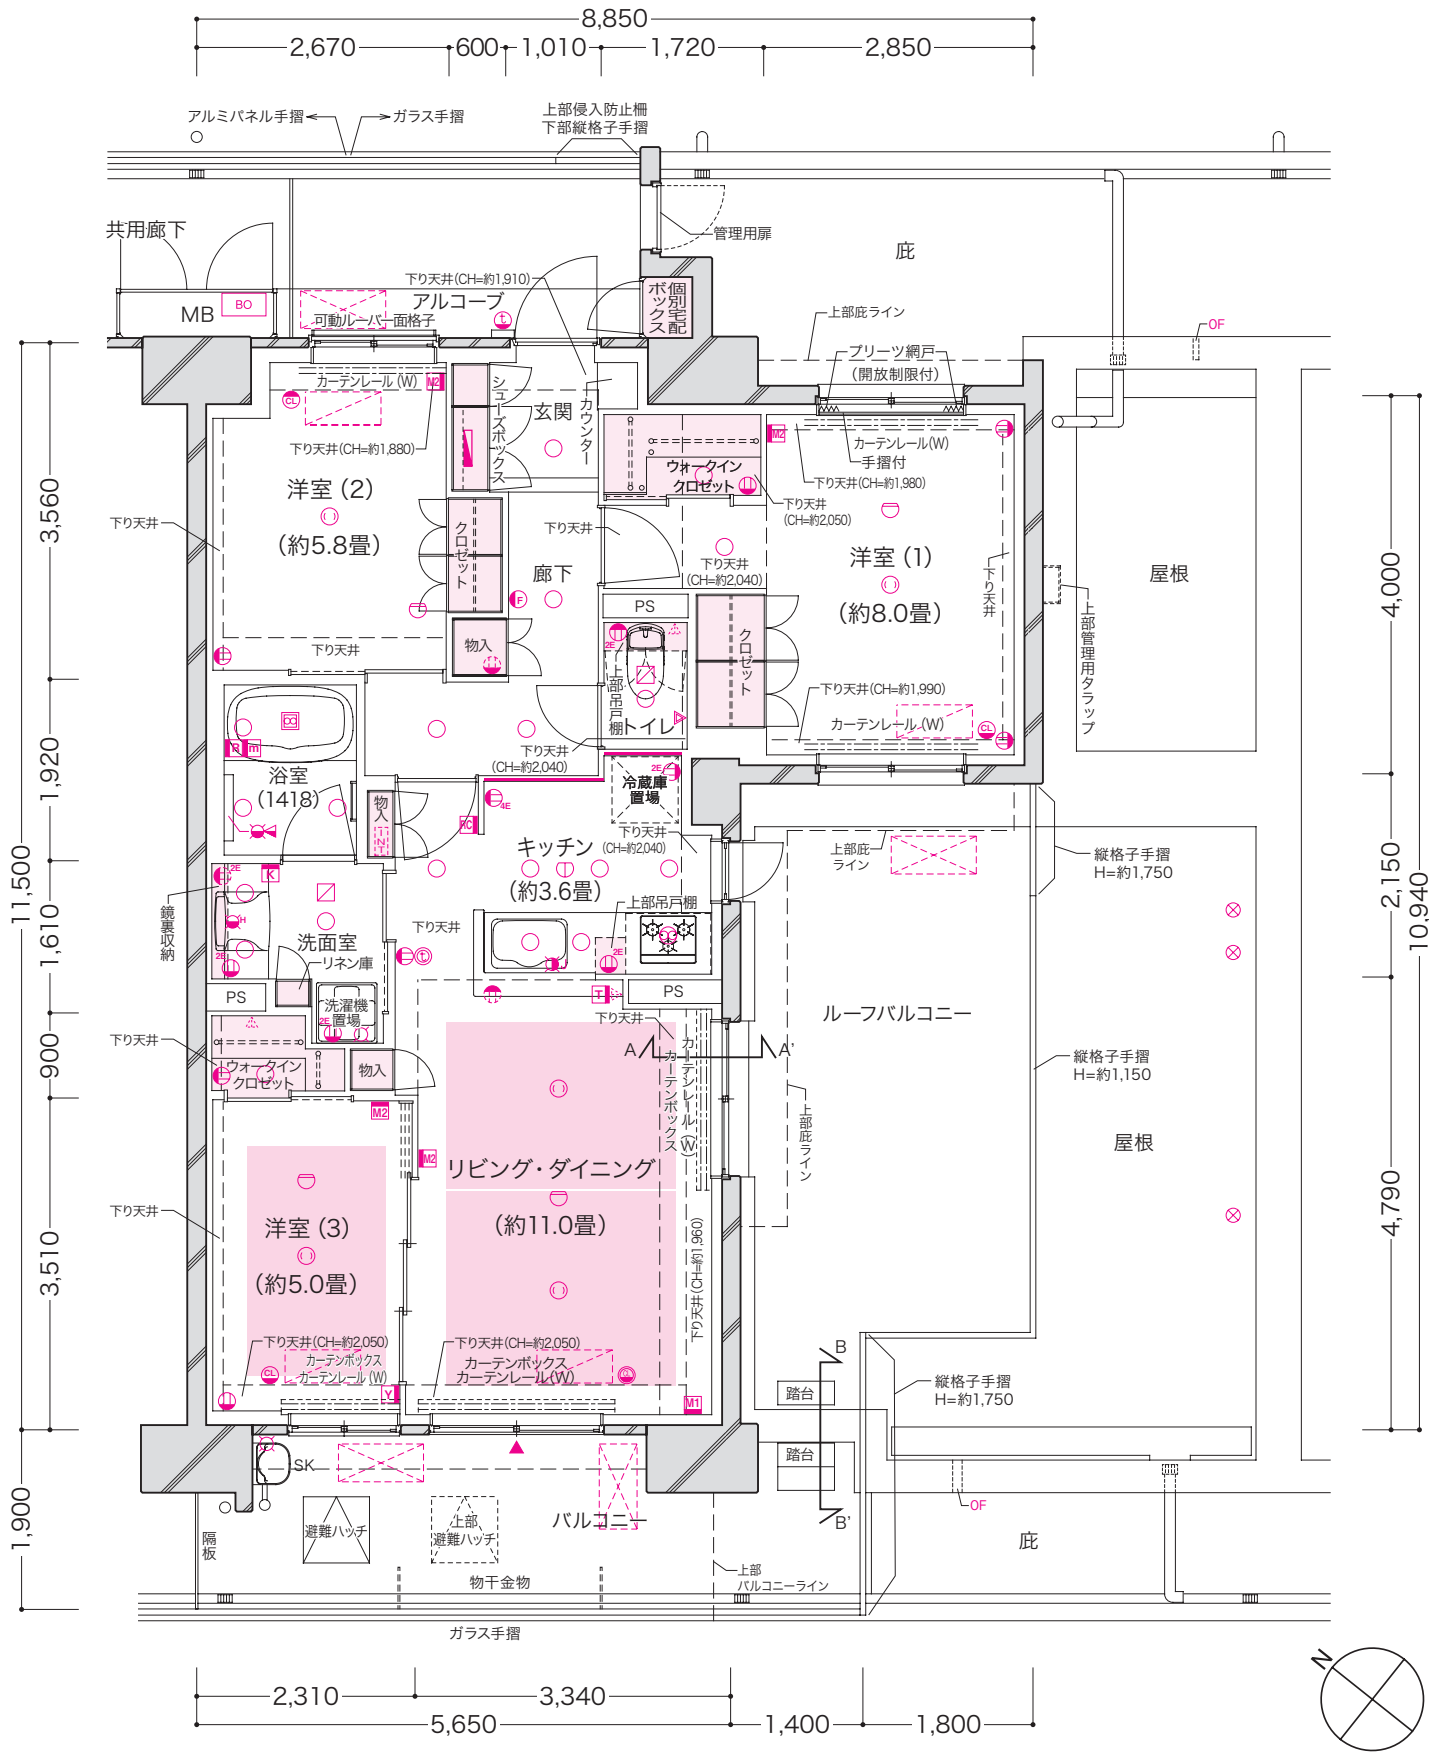 8,850
2,670
600
1,010
1,720
2,850
アルミパネル手摺
ガラス手摺
上部侵入防止柵
下部縦格子手摺
共用廊下
管理用扉
庇
MB
BO
下り天井(CH=約1,910)
アルコーブ
可動ルーバー面格子
t
個別宅配
ボックス
上部庇ライン
OF
プリーツ網戸
(開放制限付)
カーテンレール(W)
M2
CL
シューズボックス
玄関
カウンター
下り天井(CH=約1,880)
洋室(2)
(約5.8畳)
下り天井
クロゼット
ウォークイン
クロゼット
M2
カーテンレール(W)
手摺付
下り天井(CH=約1,980)
下り天井
(CH=約2,050)
下り天井
廊下
F
下り天井
(CH=約2,040)
洋室(1)
(約8.0畳)
下り天井
屋根
上部管理用タラップ
PS
2E
上部吊戸棚
トイレ
物入
クロゼット
下り天井
下り天井(CH=約1,990)
カーテンレール(W)
CL
下り天井
(CH=約2,040)
R
m
浴室
(1418)
物入
INT
RC
4E
2E
冷蔵庫
置場
キッチン
(約3.6畳)
下り天井
(CH=約2,040)
上部庇
ライン
縦格子手摺
H=約1,750
2E
K
鏡裏収納
H
2E
洗面室
リネン庫
下り天井
t
上部吊戸棚
2E
PS
洗濯機
置場
2E
T
PS
下り天井
A
A'
ルーフバルコニー
縦格子手摺
H=約1,150
下り天井
ウォークイン
クロゼット
物入
M2
M2
カーテンボックス
カーテンレール(W)
上部庇ライン
屋根
リビング・ダイニング
(約11.0畳)
下り天井
洋室(3)
(約5.0畳)
下り天井(CH=約1,960)
下り天井(CH=約2,050)
カーテンボックス
カーテンレール(W)
CL
Y
下り天井(CH=約2,050)
カーテンボックス
カーテンレール(W)
M1
B
踏台
踏台
B'
縦格子手摺
H=約1,750
OF
SK
隔板
避難ハッチ
上部
避難ハッチ
バルコニー
物干金物
上部
バルコニーライン
庇
ガラス手摺
11,500
3,560
1,920
1,610
900
3,510
1,900
4,000
2,150
4,790
10,940
2,310
3,340
5,650
1,400
1,800
N